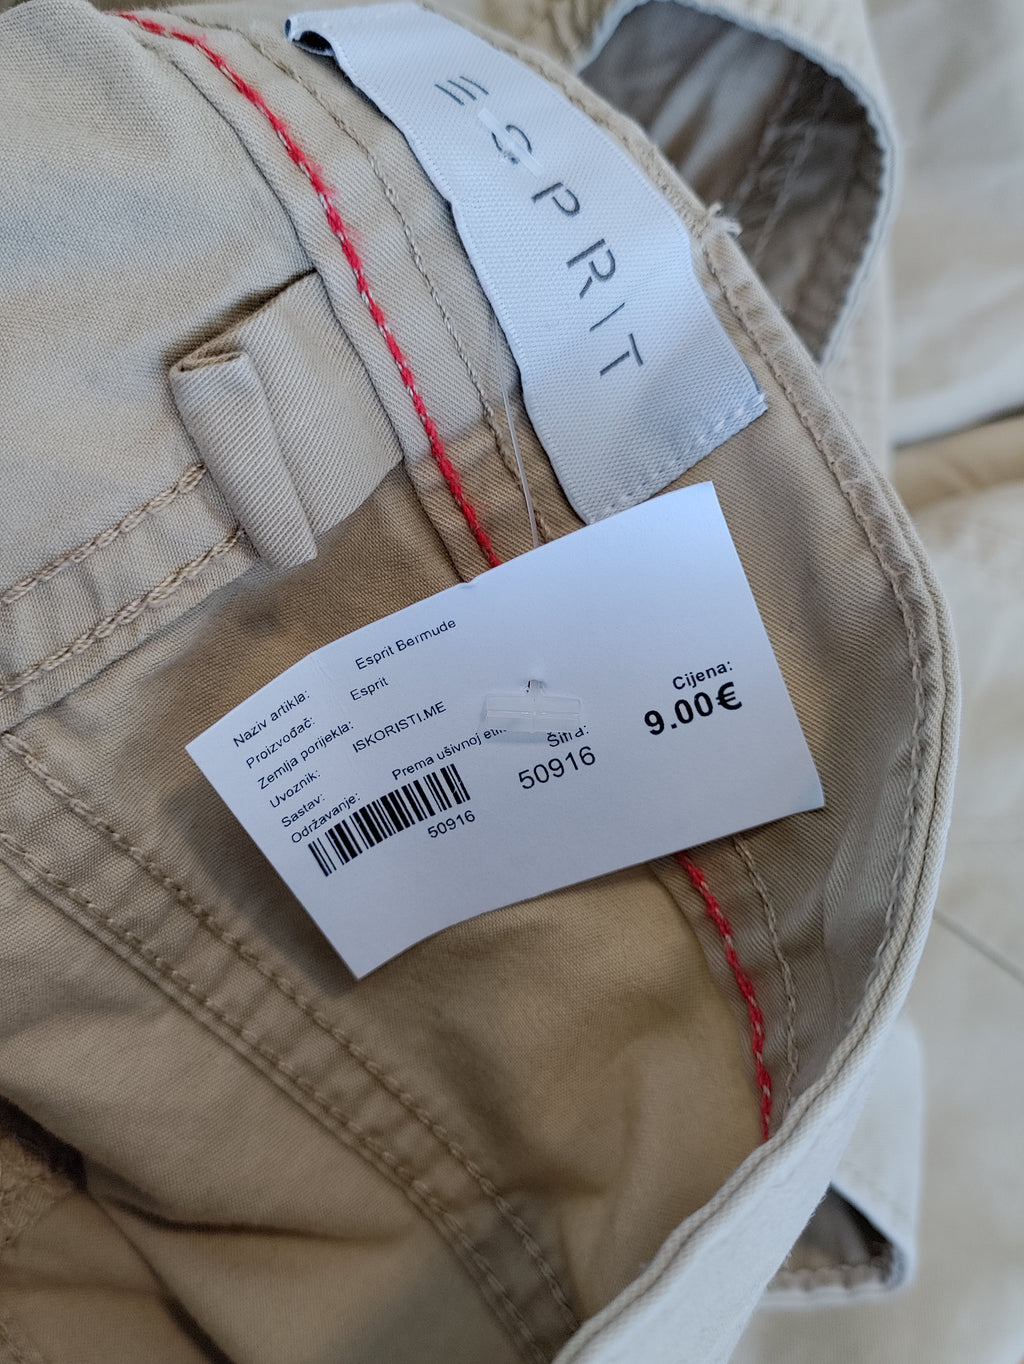 ESPRIT
Naziv artikla: Esprit Bermude
Proizvođač: Esprit
Zemlja porijekla:
Uvoznik: ISKORISTI.ME
Sastav: Prema ušivnoj
Održavanje:
50916
Šifra:
50916
Cijena:
9.00€